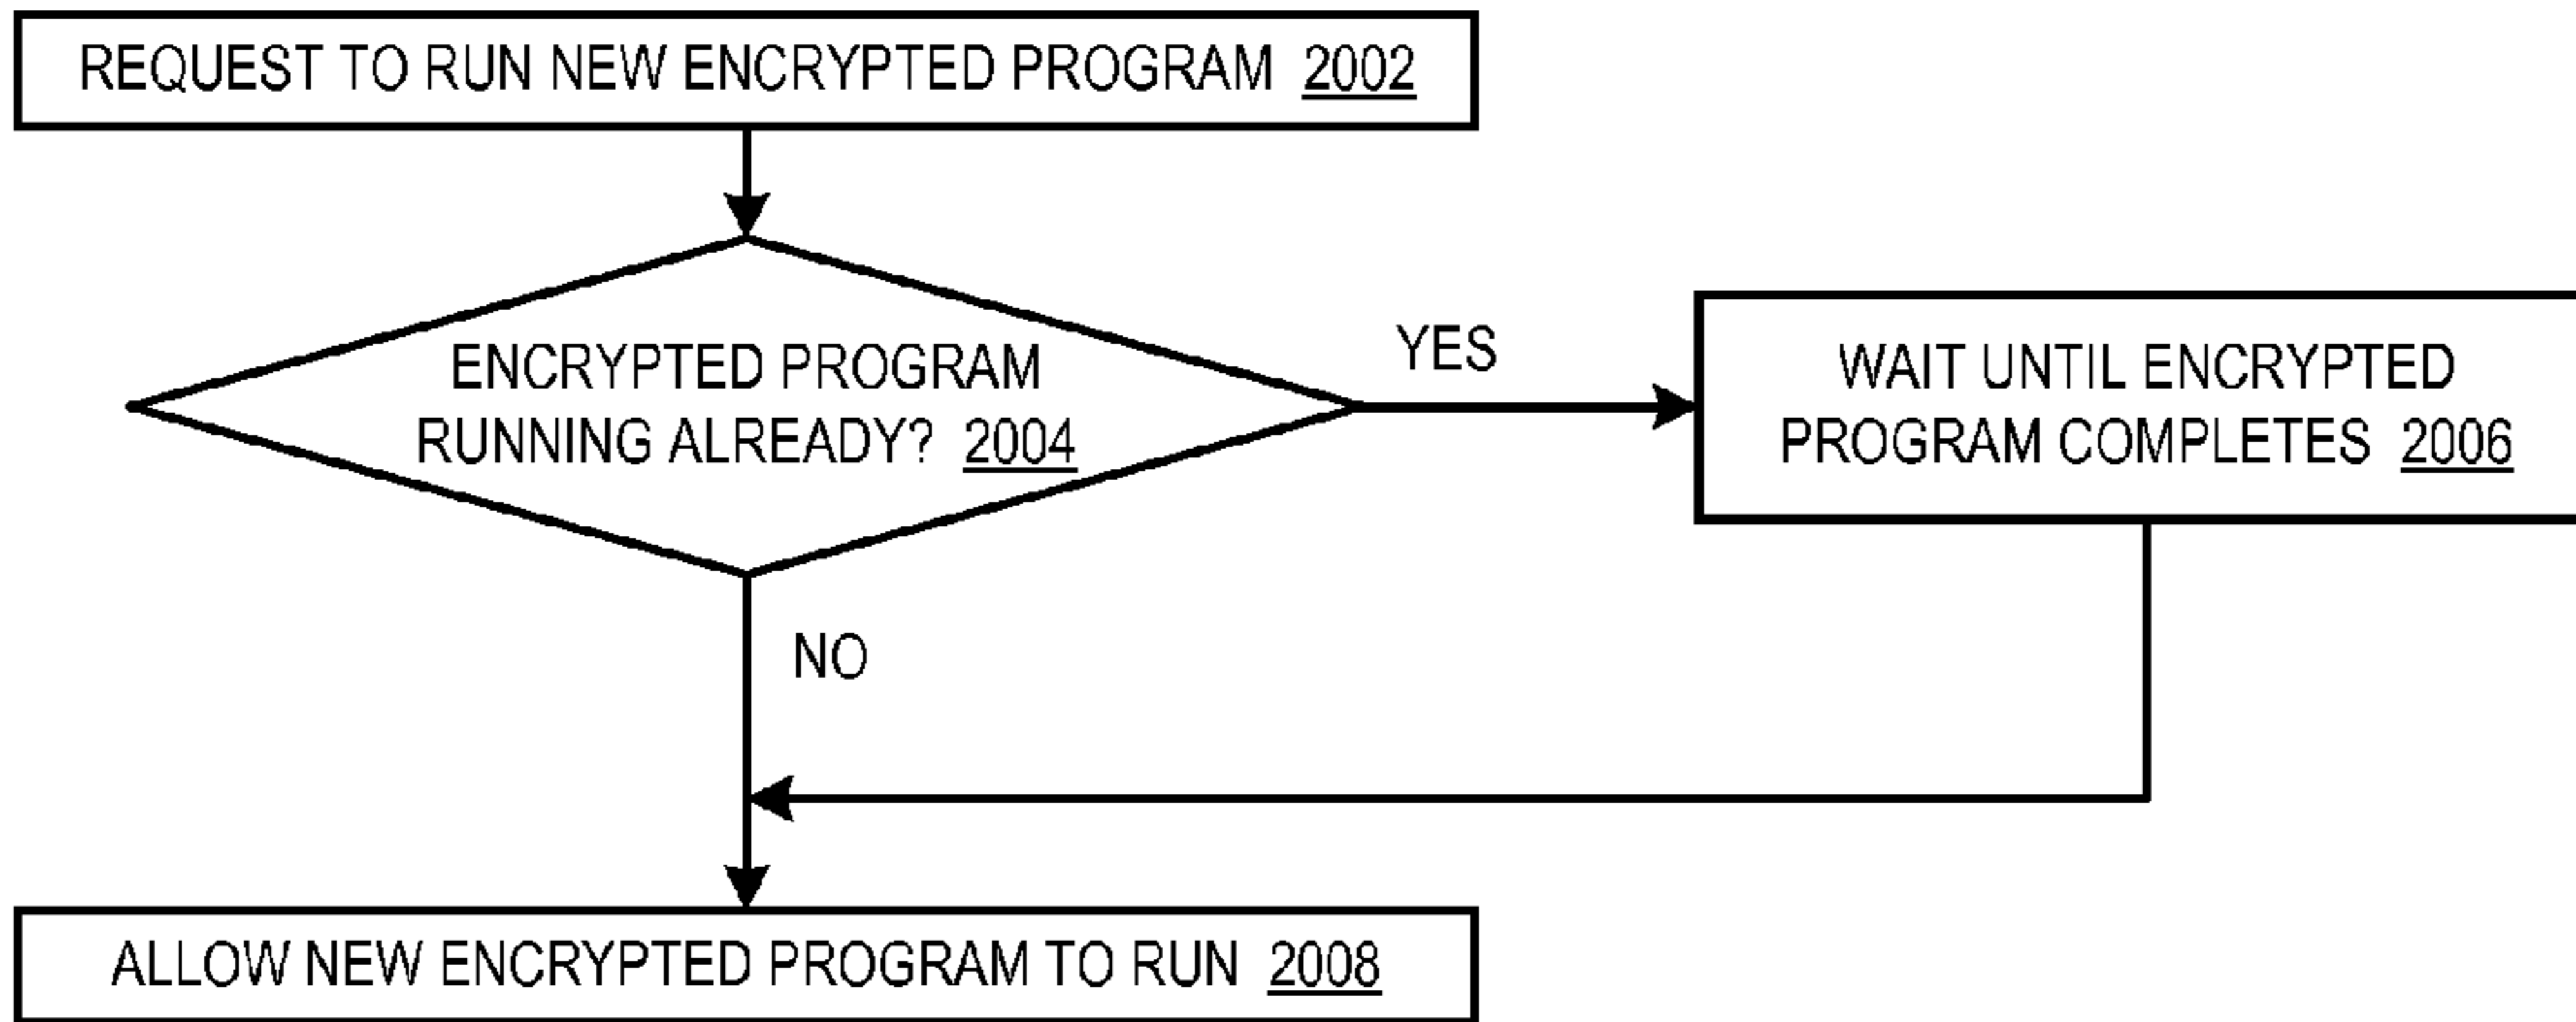 REQUEST TO RUN NEW ENCRYPTED PROGRAM 2002
ENCRYPTED PROGRAM
RUNNING ALREADY? 2004
YES
WAIT UNTIL ENCRYPTED
PROGRAM COMPLETES 2006
NO
ALLOW NEW ENCRYPTED PROGRAM TO RUN 2008